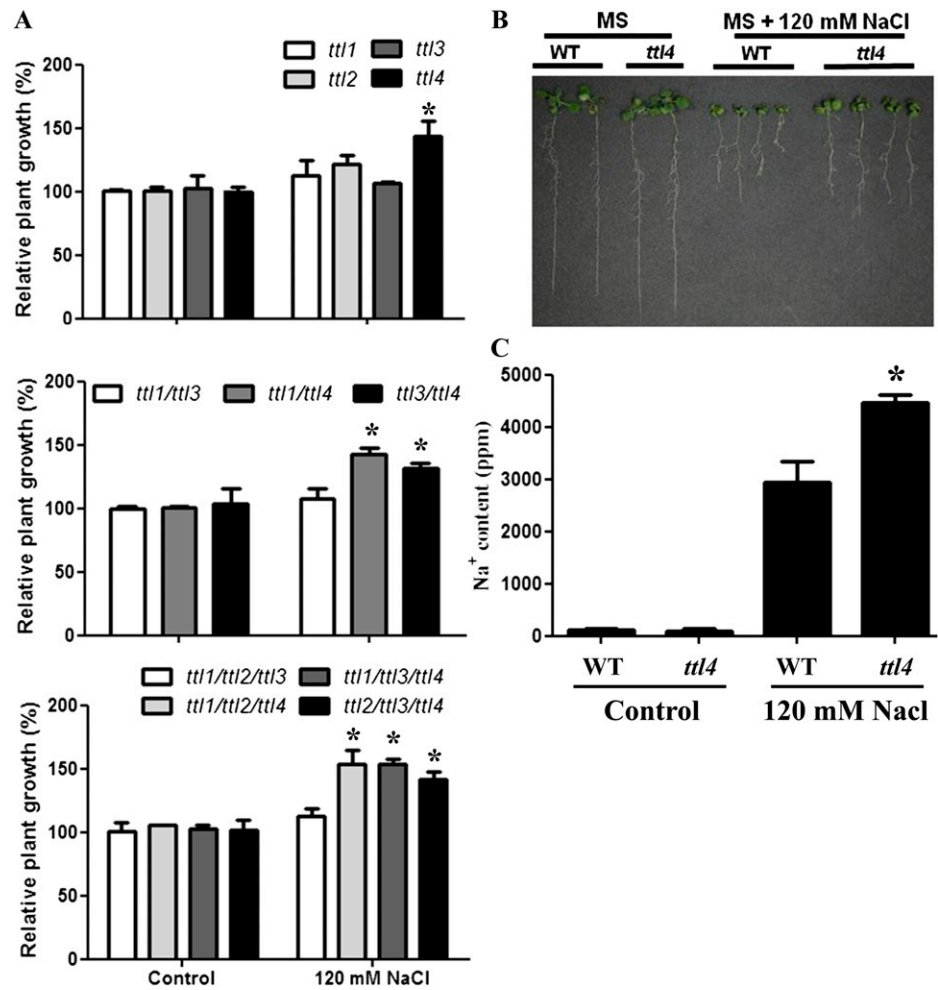 A
Relative plant growth (%)
200
150
100
50
0
ttl1
ttl2
ttl3
ttl4
*
Relative plant growth (%)
200
150
100
50
0
ttl1/ttl3
ttl1/ttl4
ttl3/ttl4
*
*
Relative plant growth (%)
200
150
100
50
0
ttl1/ttl2/ttl3
ttl1/ttl2/ttl4
ttl1/ttl3/ttl4
ttl2/ttl3/ttl4
*
*
*
Control
120 mM NaCl
B
MS
MS + 120 mM NaCl
WT
ttl4
WT
ttl4
C
Na+ content (ppm)
5000
4000
3000
2000
1000
0
*
WT
ttl4
WT
ttl4
Control
120 mM Nacl